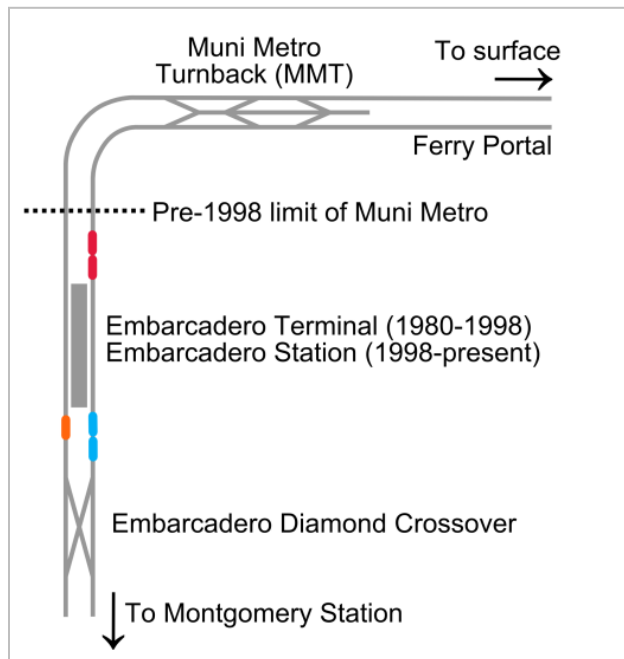 Muni Metro
Turnback (MMT)
To surface
Ferry Portal
Pre-1998 limit of Muni Metro
Embarcadero Terminal (1980-1998)
Embarcadero Station (1998-present)
Embarcadero Diamond Crossover
To Montgomery Station